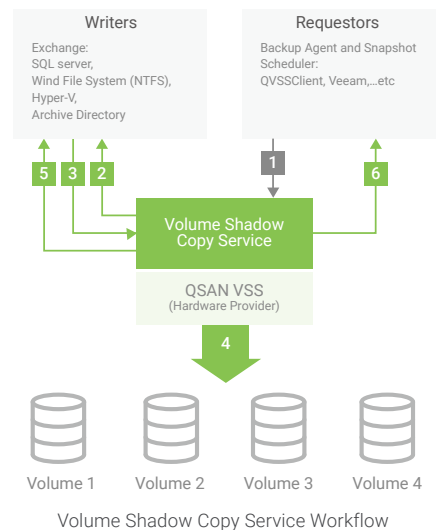 Writers
Exchange:
SQL server,
Wind File System (NTFS),
Hyper-V,
Archive Directory
Requestors
Backup Agent and Snapshot
Scheduler:
QVSSClient, Veeam,...etc
5
3
2
1
6
Volume Shadow
Copy Service
QSAN VSS
(Hardware Provider)
4
Volume 1
Volume 2
Volume 3
Volume 4
Volume Shadow Copy Service Workflow